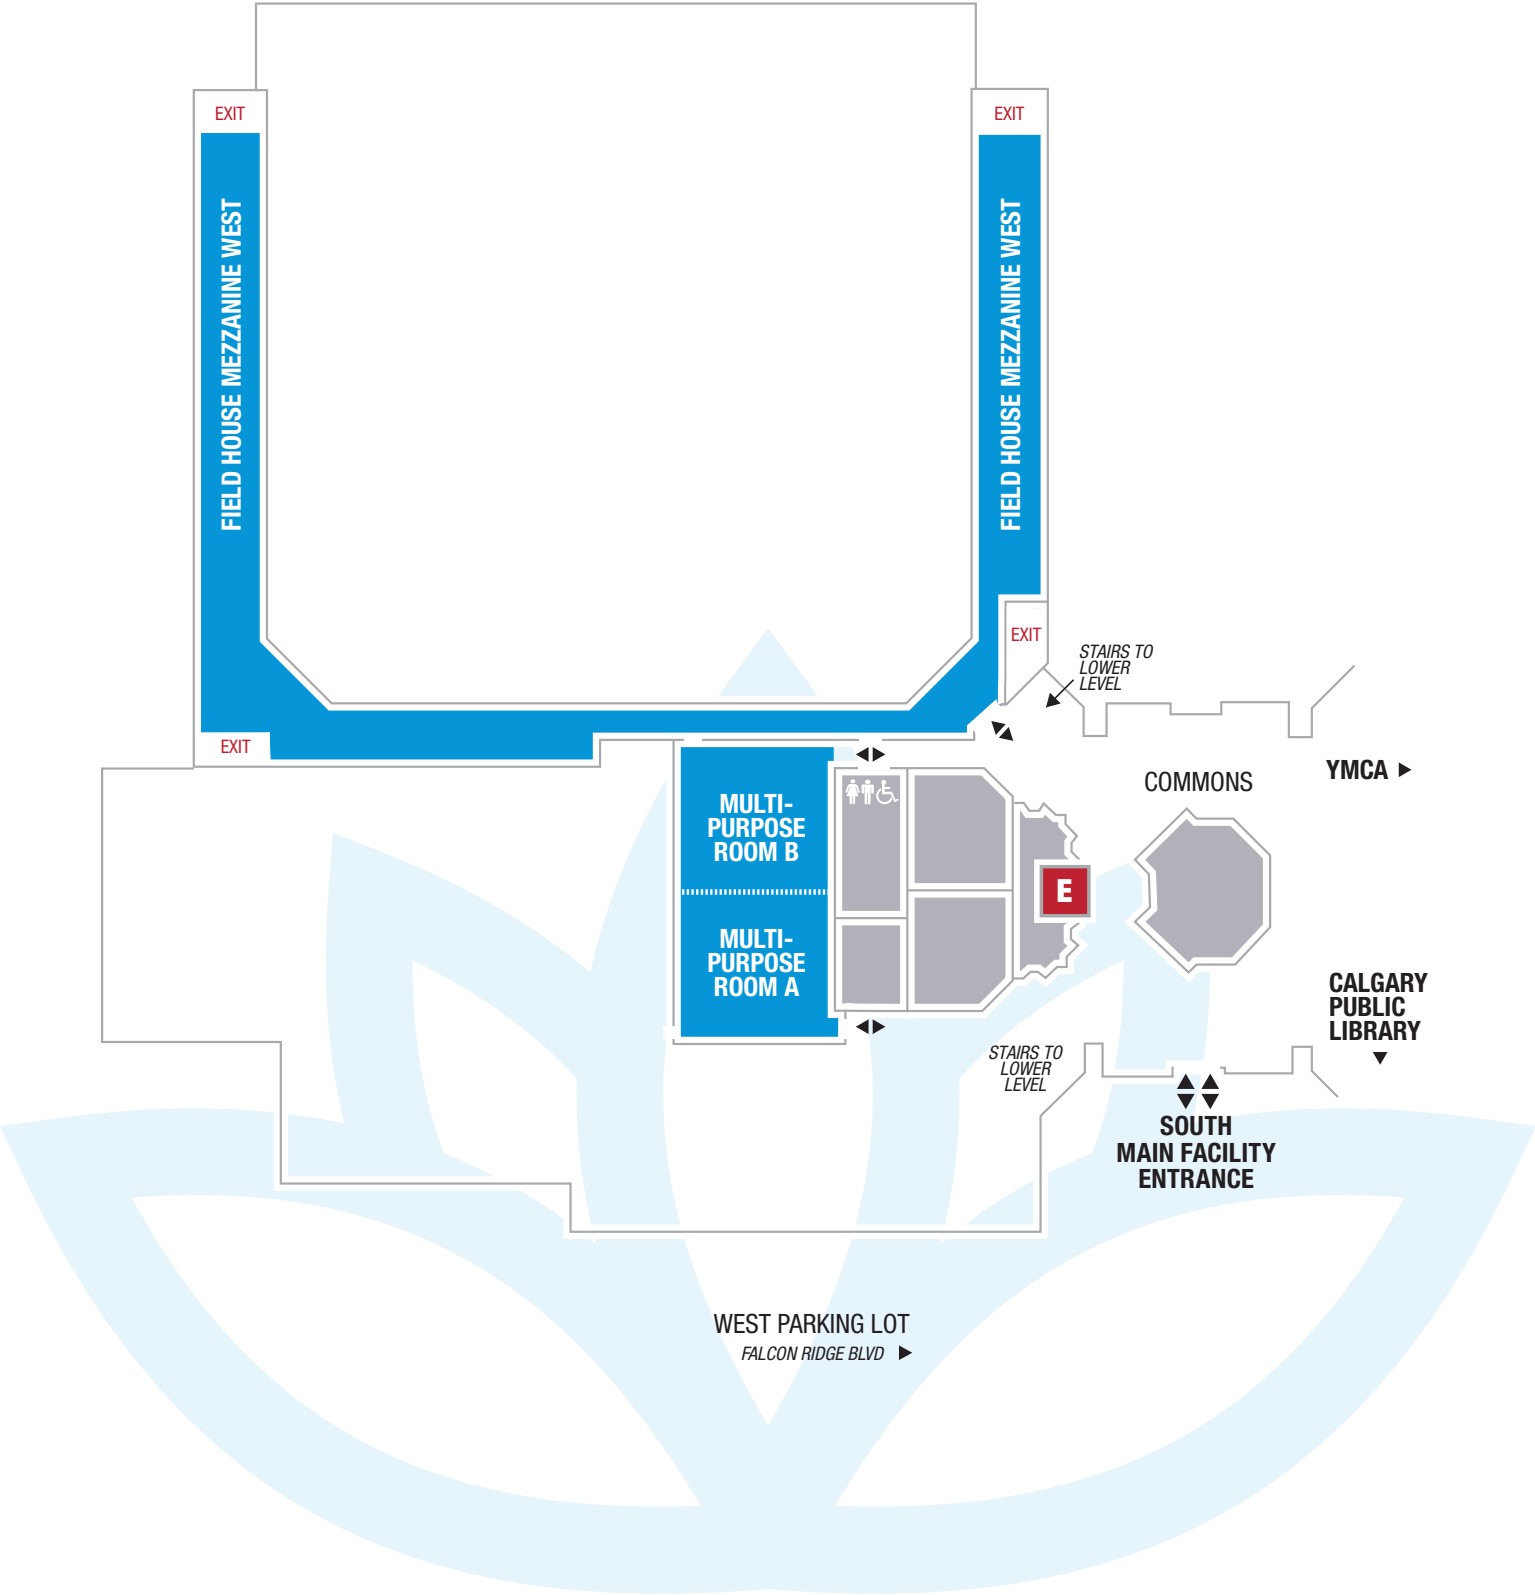 EXIT
EXIT
FIELD HOUSE MEZZANINE WEST
FIELD HOUSE MEZZANINE WEST
EXIT
STAIRS TO
LOWER
LEVEL
EXIT
YMCA
COMMONS
MULTI-
PURPOSE
ROOM B
E
MULTI-
PURPOSE
ROOM A
CALGARY
PUBLIC
LIBRARY
STAIRS TO
LOWER
LEVEL
SOUTH
MAIN FACILITY
ENTRANCE
WEST PARKING LOT
FALCON RIDGE BLVD